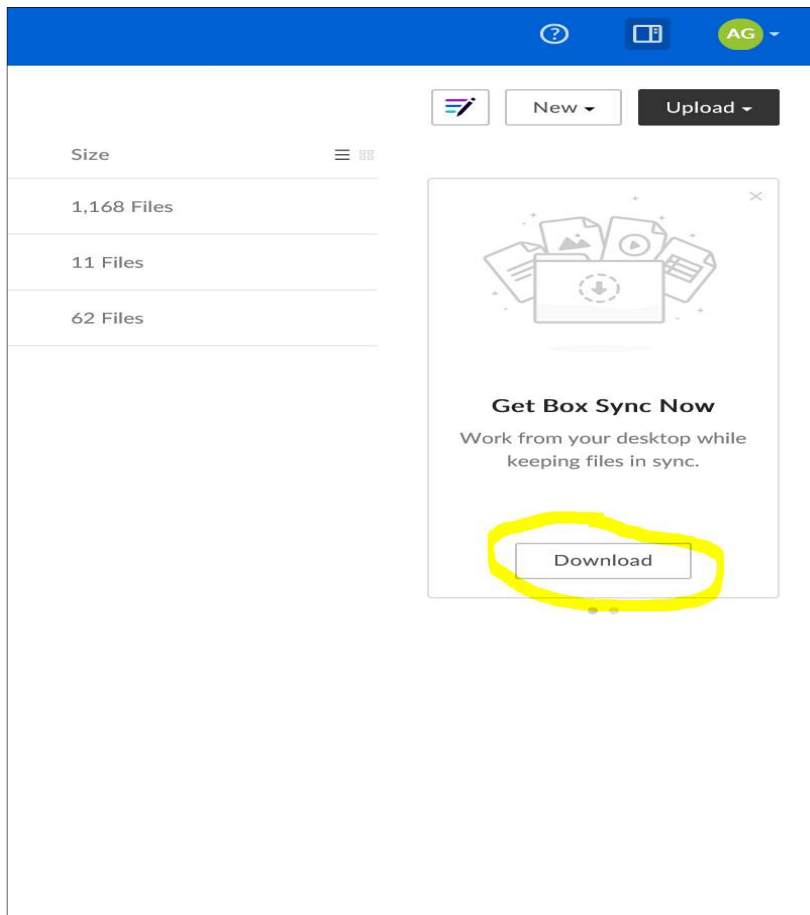 ?
AG
New
Upload
Size
1,168 Files
11 Files
62 Files
Get Box Sync Now
Work from your desktop while
keeping files in sync.
Download